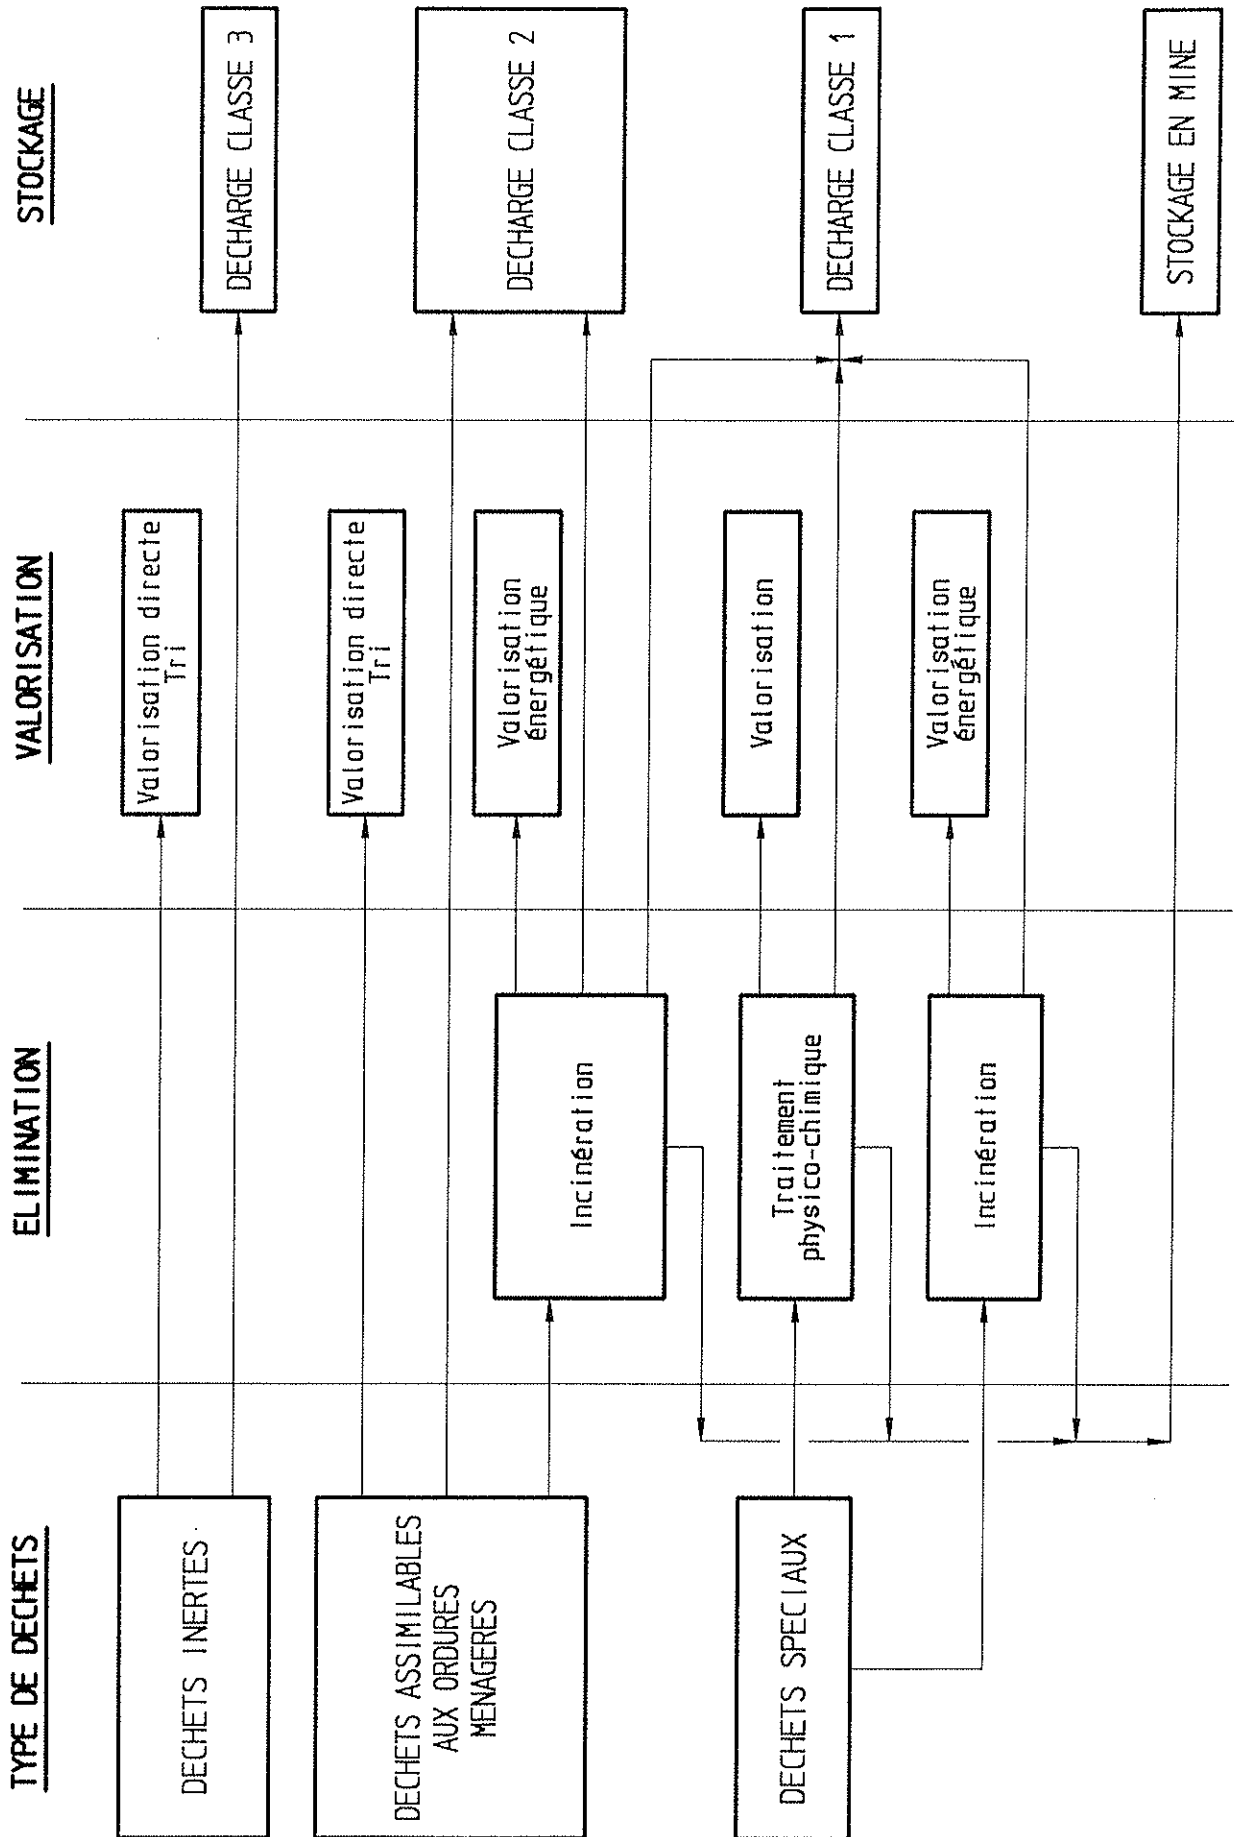 TYPE DE DECHETS
ELIMINATION
VALORISATION
STOCKAGE
DECHETS INERTES
Valorisation directe
Tri
DECHARGE CLASSE 3
DECHETS ASSIMILABLES
AUX ORDURES
MENAGERES
Valorisation directe
Tri
DECHARGE CLASSE 2
Incinération
Valorisation
énergétique
DECHETS SPECIAUX
Traitement
physico-chimique
Valorisation
DECHARGE CLASSE 1
Incinération
Valorisation
énergétique
STOCKAGE EN MINE